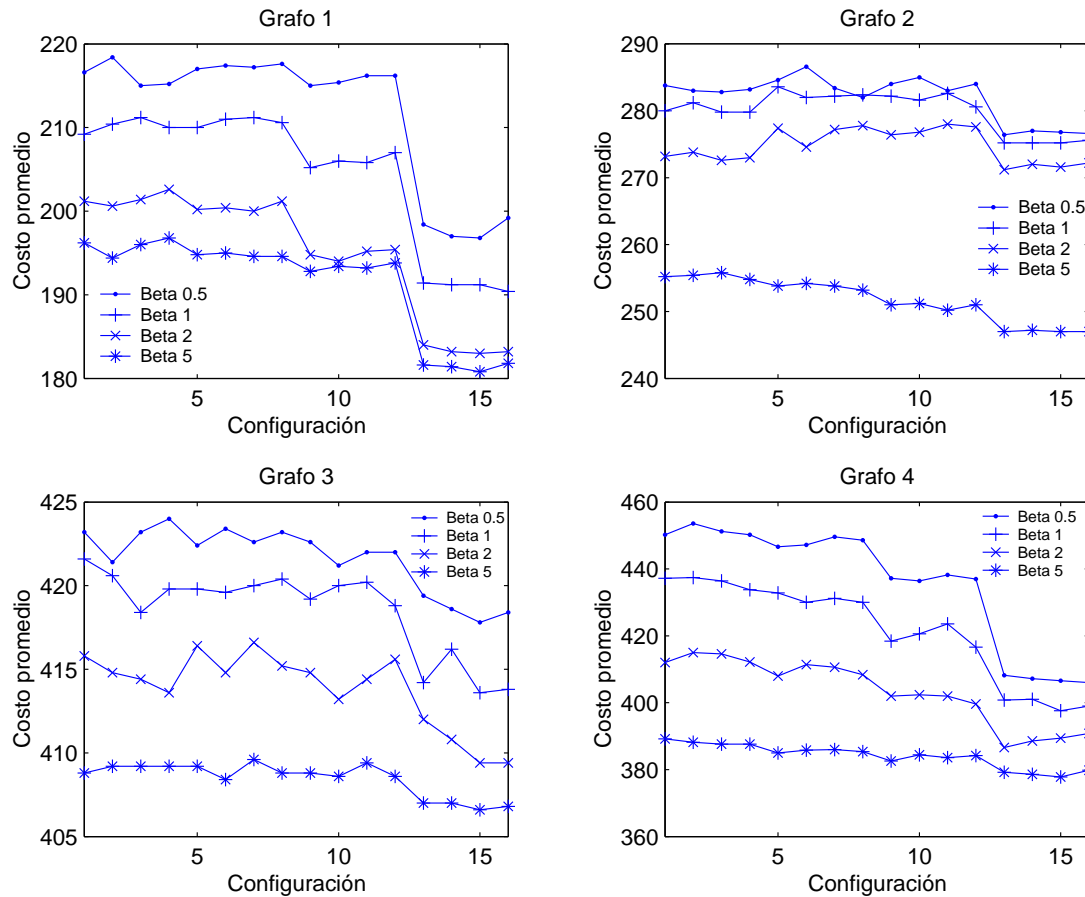 Grafo 1
220
210
200
190
180
Costo promedio
Beta 0.5
Beta 1
Beta 2
Beta 5
5
10
15
Configuración
Grafo 2
290
280
270
260
250
240
Costo promedio
Beta 0.5
Beta 1
Beta 2
Beta 5
5
10
15
Configuración
Grafo 3
425
420
415
410
405
Costo promedio
Beta 0.5
Beta 1
Beta 2
Beta 5
5
10
15
Configuración
Grafo 4
460
440
420
400
380
360
Costo promedio
Beta 0.5
Beta 1
Beta 2
Beta 5
5
10
15
Configuración